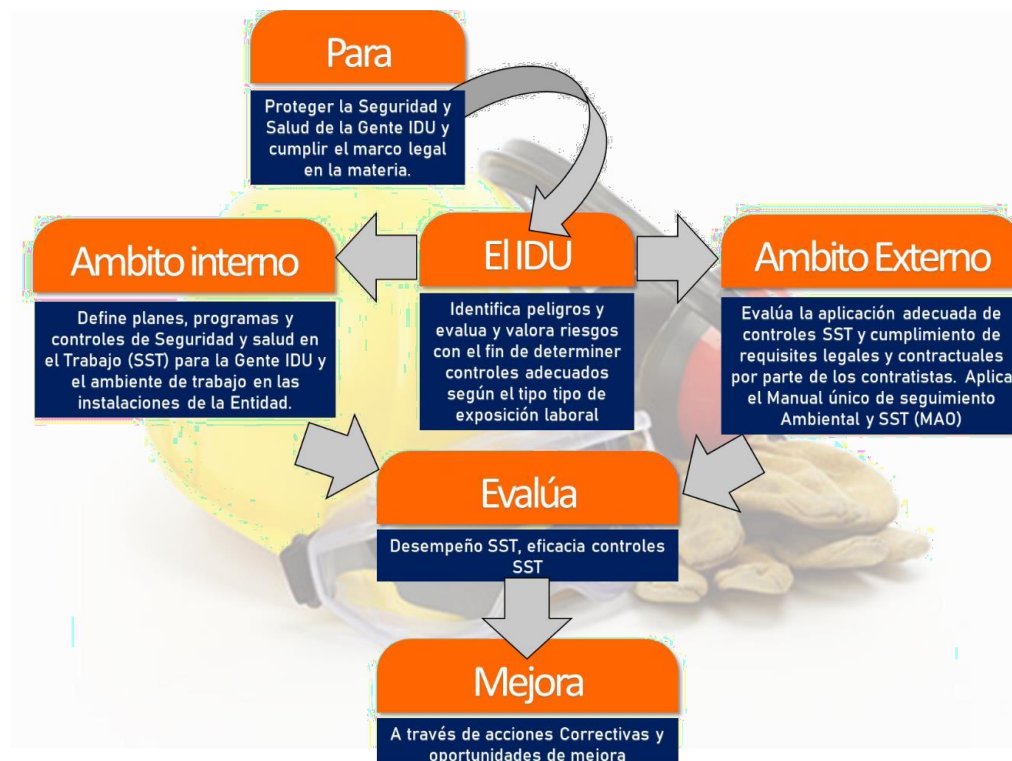 Para
Proteger la Seguridad y
Salud de la Gente IDU y
cumplir el marco legal
en la materia.
Ambito interno
Define planes, programas y
controles de Seguridad y salud en
el Trabajo (SST) para la Gente IDU y
el ambiente de trabajo en las
instalaciones de la Entidad.
El IDU
Identifica peligros y
evalua y valora riesgos
con el fin de determiner
controles adecuados
según el tipo tipo de
exposición laboral
Ambito Externo
Evalúa la aplicación adecuada de
controles SST y cumplimiento de
requisites legales y contractuales
por parte de los contratistas. Aplica
el Manual único de seguimiento
Ambiental y SST (MAO)
Evalúa
Desempeño SST, eficacia controles
SST
Mejora
A través de acciones Correctivas y
oportunidades de mejora